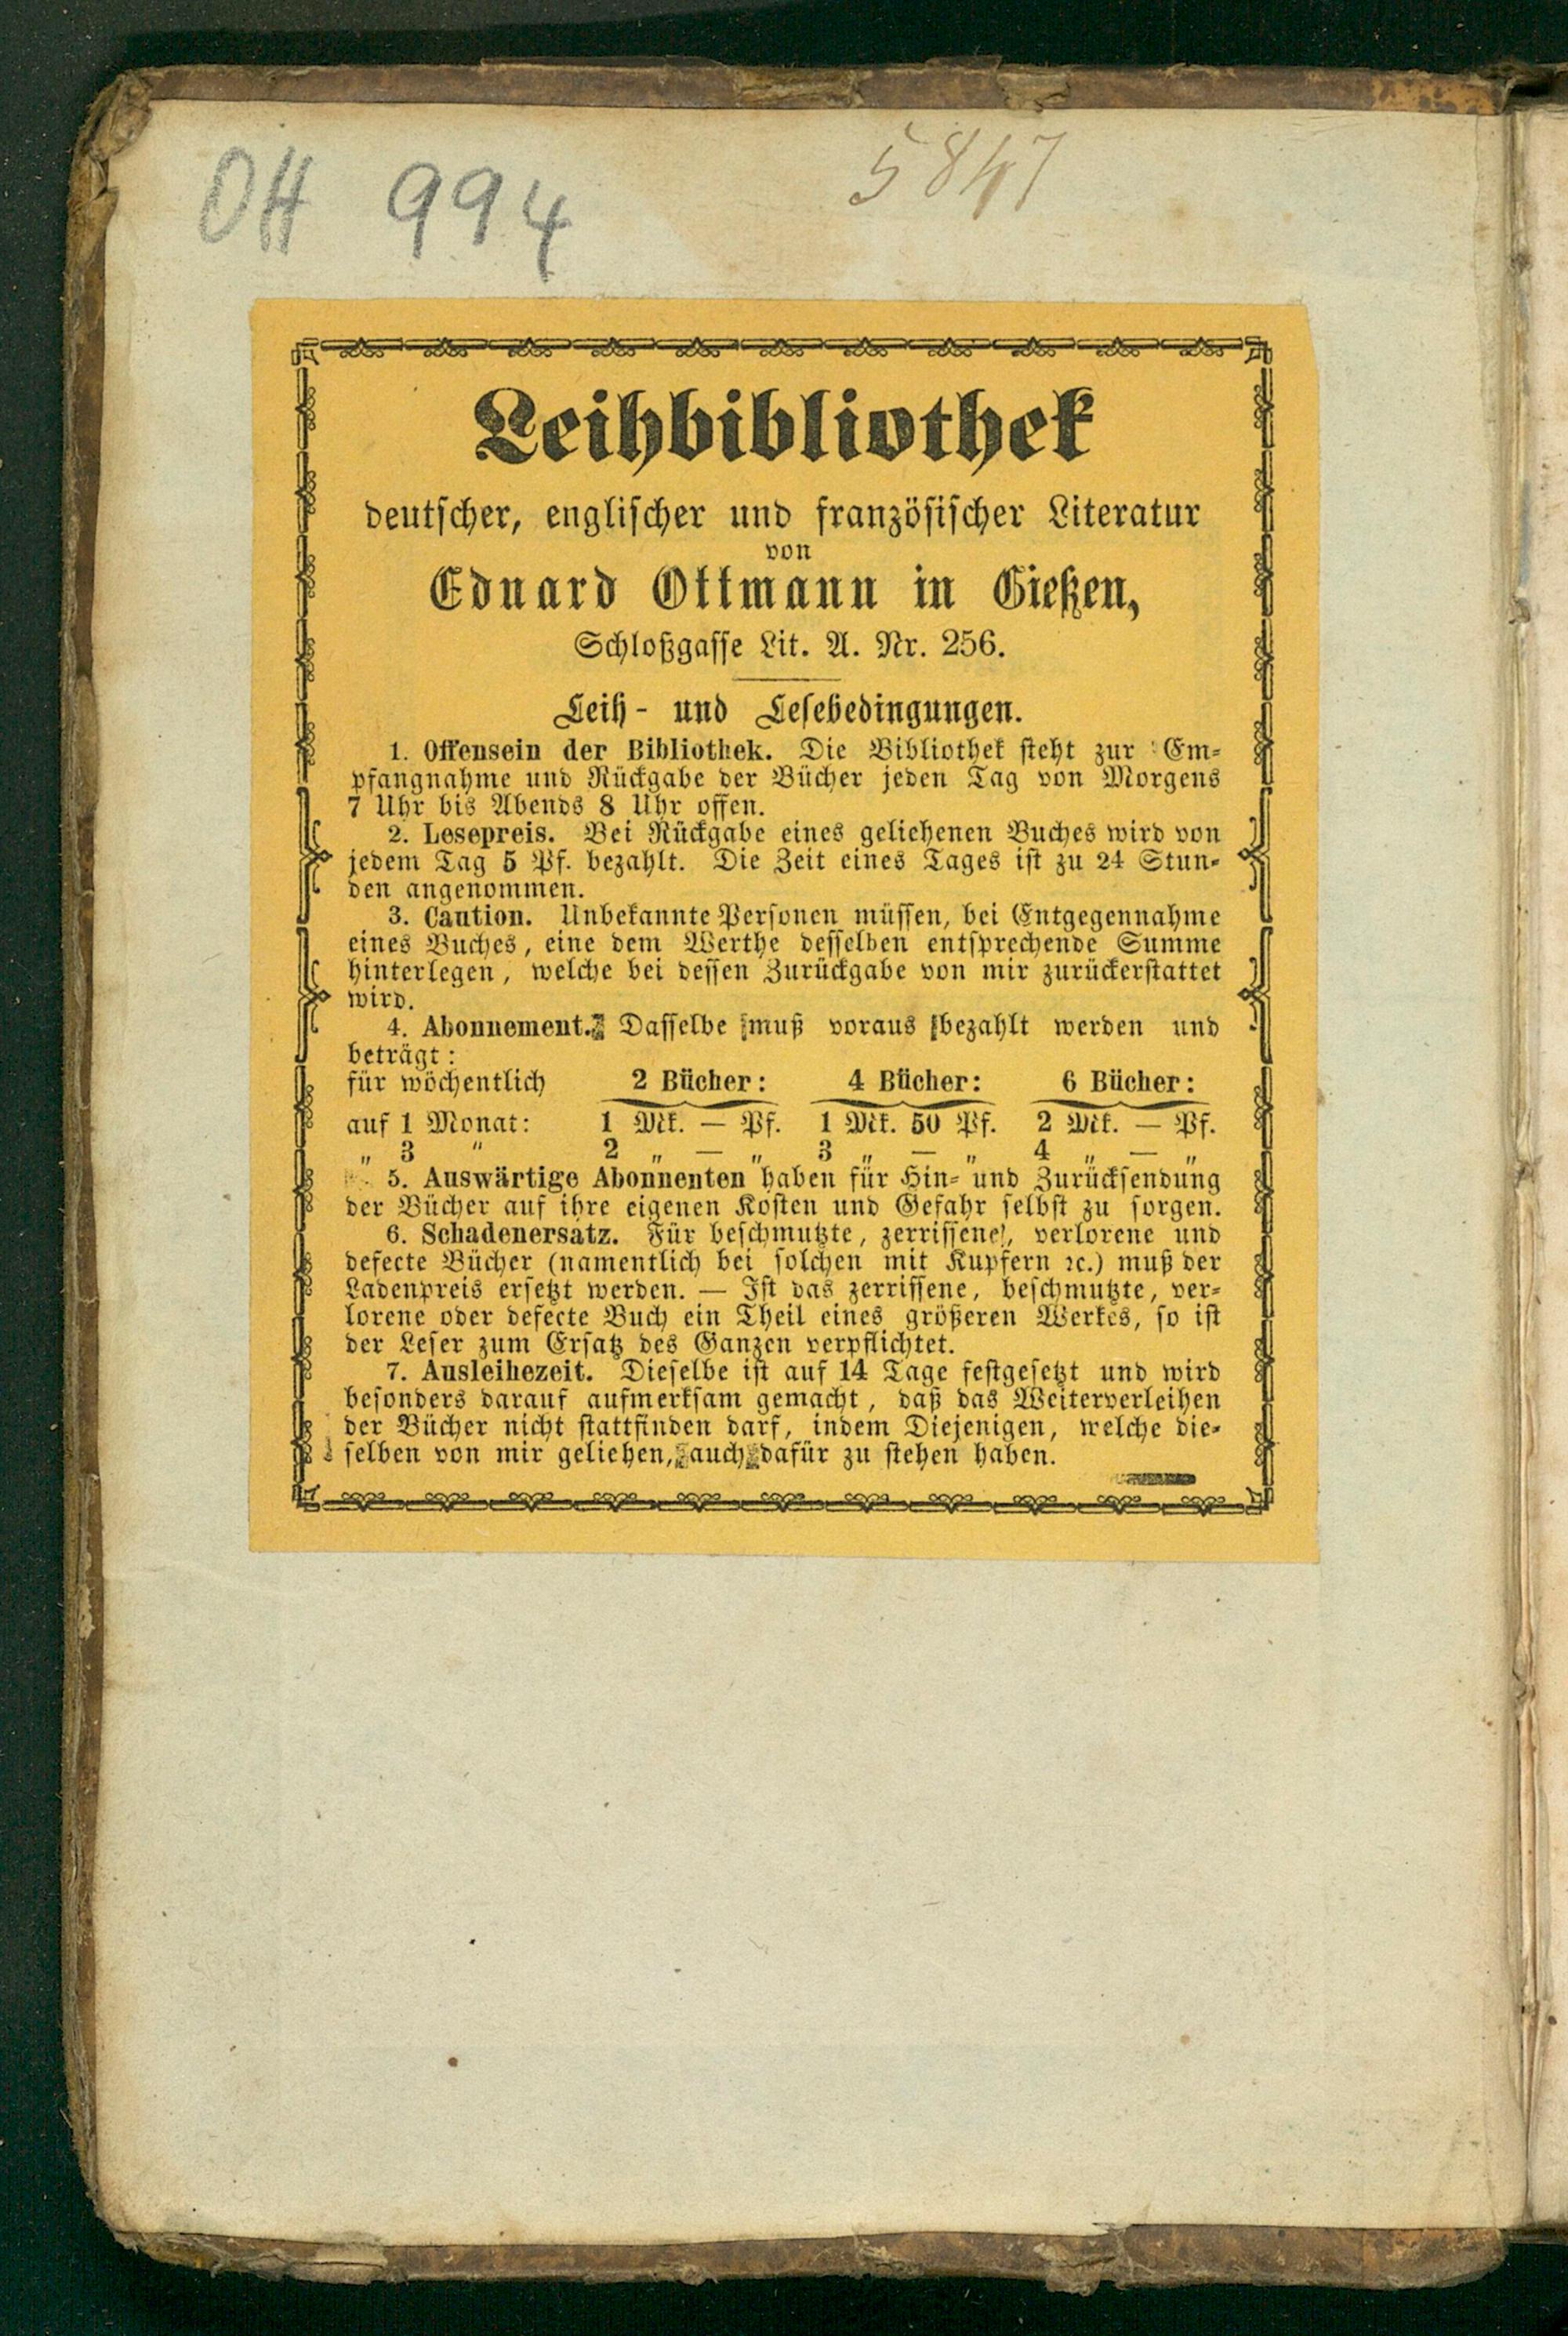 OH 994
5847
Leihbibliothek
deutscher, englischer und französischer Literatur
von
Eduard Ottmann in Gießen,
Schloßgasse Lit. A. Nr. 256.
Leih- und Lesebedingungen.
1. Offensein der Bibliothek. Die Bibliothek steht zur Em-
pfangnahme und Rückgabe der Bücher jeden Tag von Morgens
7 Uhr bis Abends 8 Uhr offen.
2. Lesepreis. Bei Rückgabe eines geliehenen Buches wird von
jedem Tag 5 Pf. bezahlt. Die Zeit eines Tages ist zu 24 Stun-
den angenommen.
3. Caution. Unbekannte Personen müssen, bei Entgegennahme
eines Buches, eine dem Werthe desselben entsprechende Summe
hinterlegen, welche bei dessen Zurückgabe von mir zurückerstattet
wird.
4. Abonnement. Dasselbe muß voraus bezahlt werden und
beträgt:
für wöchentlich 2 Bücher: 4 Bücher: 6 Bücher:
auf 1 Monat: 1 Mk. — Pf. 1 Mk. 50 Pf. 2 Mk. — Pf.
„ 3 „ 2 „ — „ 3 „ — „ 4 „ — „
5. Auswärtige Abonnenten haben für Hin- und Zurücksendung
der Bücher auf ihre eigenen Kosten und Gefahr selbst zu sorgen.
6. Schadenersatz. Für beschmutzte, zerrissene, verlorene und
defecte Bücher (namentlich bei solchen mit Kupfern ꝛc.) muß der
Ladenpreis ersetzt werden. — Ist das zerrissene, beschmutzte, ver-
lorene oder defecte Buch ein Theil eines größeren Werkes, so ist
der Leser zum Ersatz des Ganzen verpflichtet.
7. Ausleihezeit. Dieselbe ist auf 14 Tage festgesetzt und wird
besonders darauf aufmerksam gemacht, daß das Weiterverleihen
der Bücher nicht stattfinden darf, indem Diejenigen, welche die-
selben von mir geliehen, auch dafür zu stehen haben.